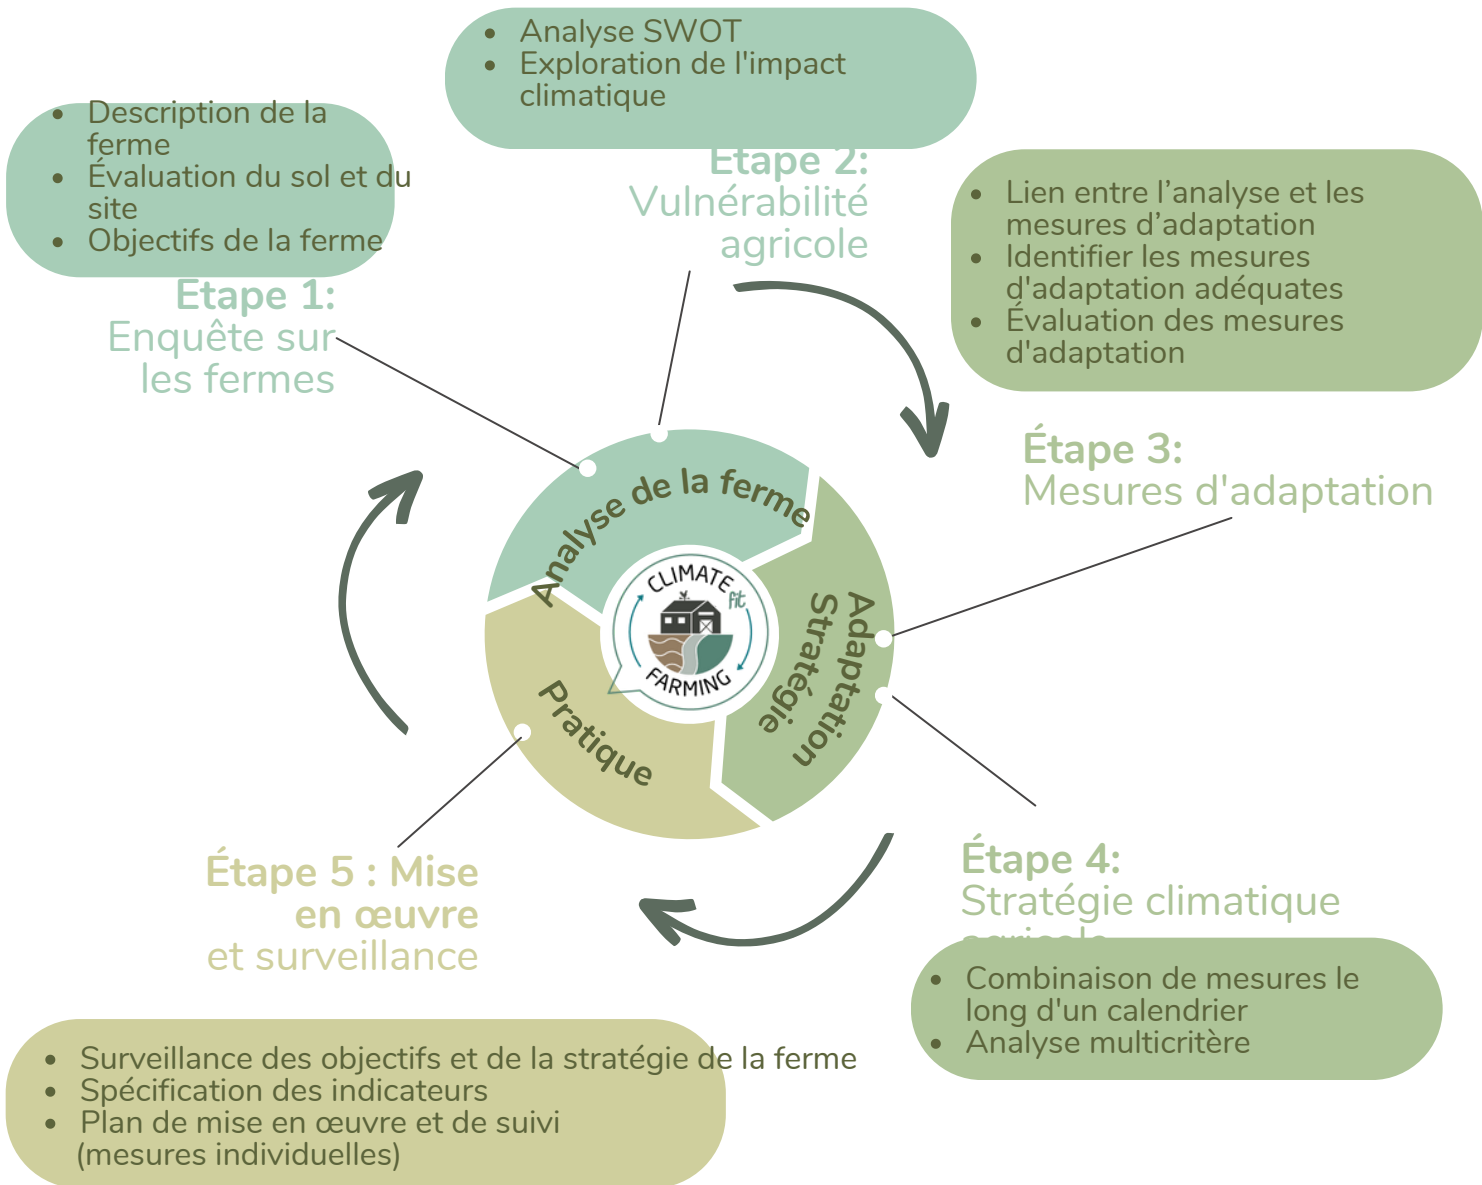 Analyse SWOT
Exploration de l'impact
climatique
Description de la
ferme
Évaluation du sol et du
site
Objectifs de la ferme
Etape 1:
Enquête sur
les fermes
Etape 2:
Vulnérabilité
agricole
Lien entre l’analyse et les
mesures d’adaptation
Identifier les mesures
d'adaptation adéquates
Évaluation des mesures
d'adaptation
Étape 3:
Mesures d'adaptation
Analyse de la ferme
Adaptation
Stratégie
Pratique
CLIMATE
fit
FARMING
Étape 4:
Stratégie climatique
agricole
Combinaison de mesures le
long d'un calendrier
Analyse multicritère
Étape 5 : Mise
en œuvre
et surveillance
Surveillance des objectifs et de la stratégie de la ferme
Spécification des indicateurs
Plan de mise en œuvre et de suivi
(mesures individuelles)